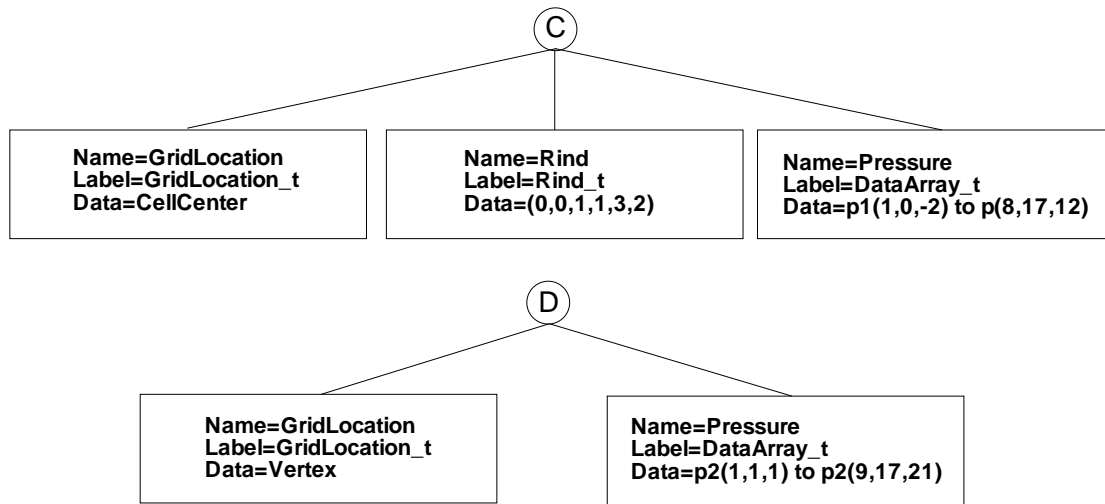 C
Name=GridLocation
Label=GridLocation_t
Data=CellCenter
Name=Rind
Label=Rind_t
Data=(0,0,1,1,3,2)
Name=Pressure
Label=DataArray_t
Data=p1(1,0,-2) to p(8,17,12)
D
Name=GridLocation
Label=GridLocation_t
Data=Vertex
Name=Pressure
Label=DataArray_t
Data=p2(1,1,1) to p2(9,17,21)